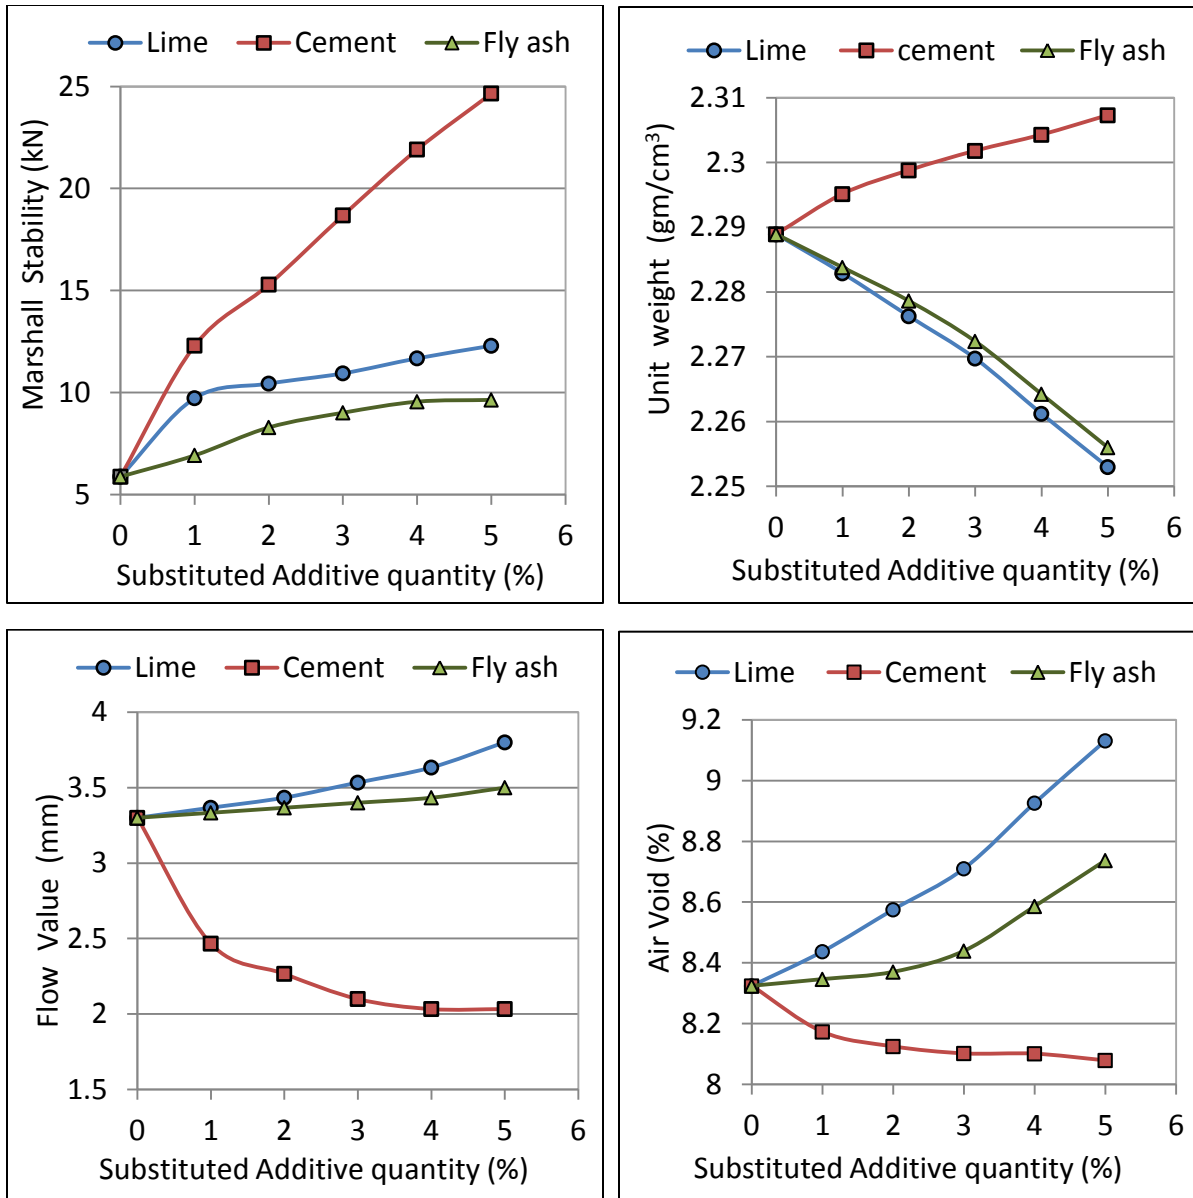 Lime Cement Fly ash
Marshall Stability (kN)
25
20
15
10
5
0 1 2 3 4 5 6
Substituted Additive quantity (%)
Lime cement Fly ash
Unit weight (gm/cm³)
2.31
2.3
2.29
2.28
2.27
2.26
2.25
0 1 2 3 4 5 6
Substituted Additive quantity (%)
Lime Cement Fly ash
Flow Value (mm)
4
3.5
3
2.5
2
1.5
0 1 2 3 4 5 6
Substituted Additive quantity (%)
Lime Cement Fly ash
Air Void (%)
9.2
9
8.8
8.6
8.4
8.2
8
0 1 2 3 4 5 6
Substituted Additive quantity (%)